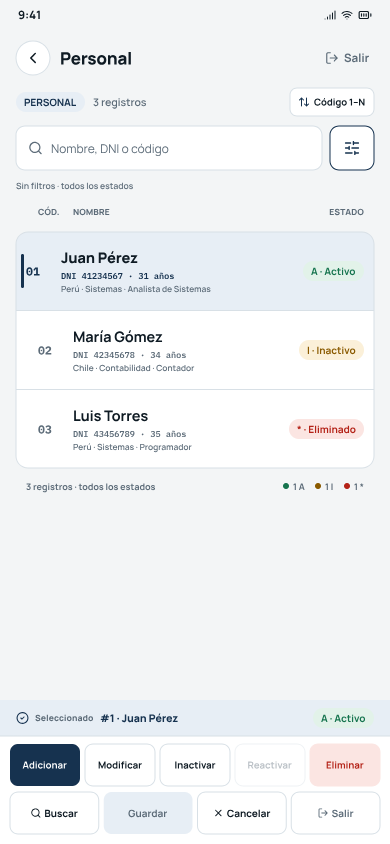 9:41
Personal
Salir
PERSONAL 3 registros
Código 1–N
Nombre, DNI o código
Sin filtros · todos los estados
CÓD. NOMBRE ESTADO
01 Juan Pérez
DNI 41234567 · 31 años
Perú · Sistemas · Analista de Sistemas
A · Activo
02 María Gómez
DNI 42345678 · 34 años
Chile · Contabilidad · Contador
I · Inactivo
03 Luis Torres
DNI 43456789 · 35 años
Perú · Sistemas · Programador
* · Eliminado
3 registros · todos los estados 1 A 1 I 1 *
Seleccionado #1 · Juan Pérez A · Activo
Adicionar Modificar Inactivar Reactivar Eliminar
Buscar Guardar Cancelar Salir